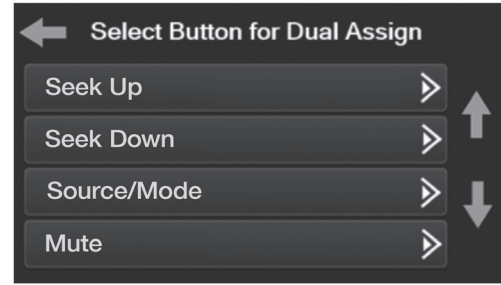 Select Button for Dual Assign
Seek Up
Seek Down
Source/Mode
Mute